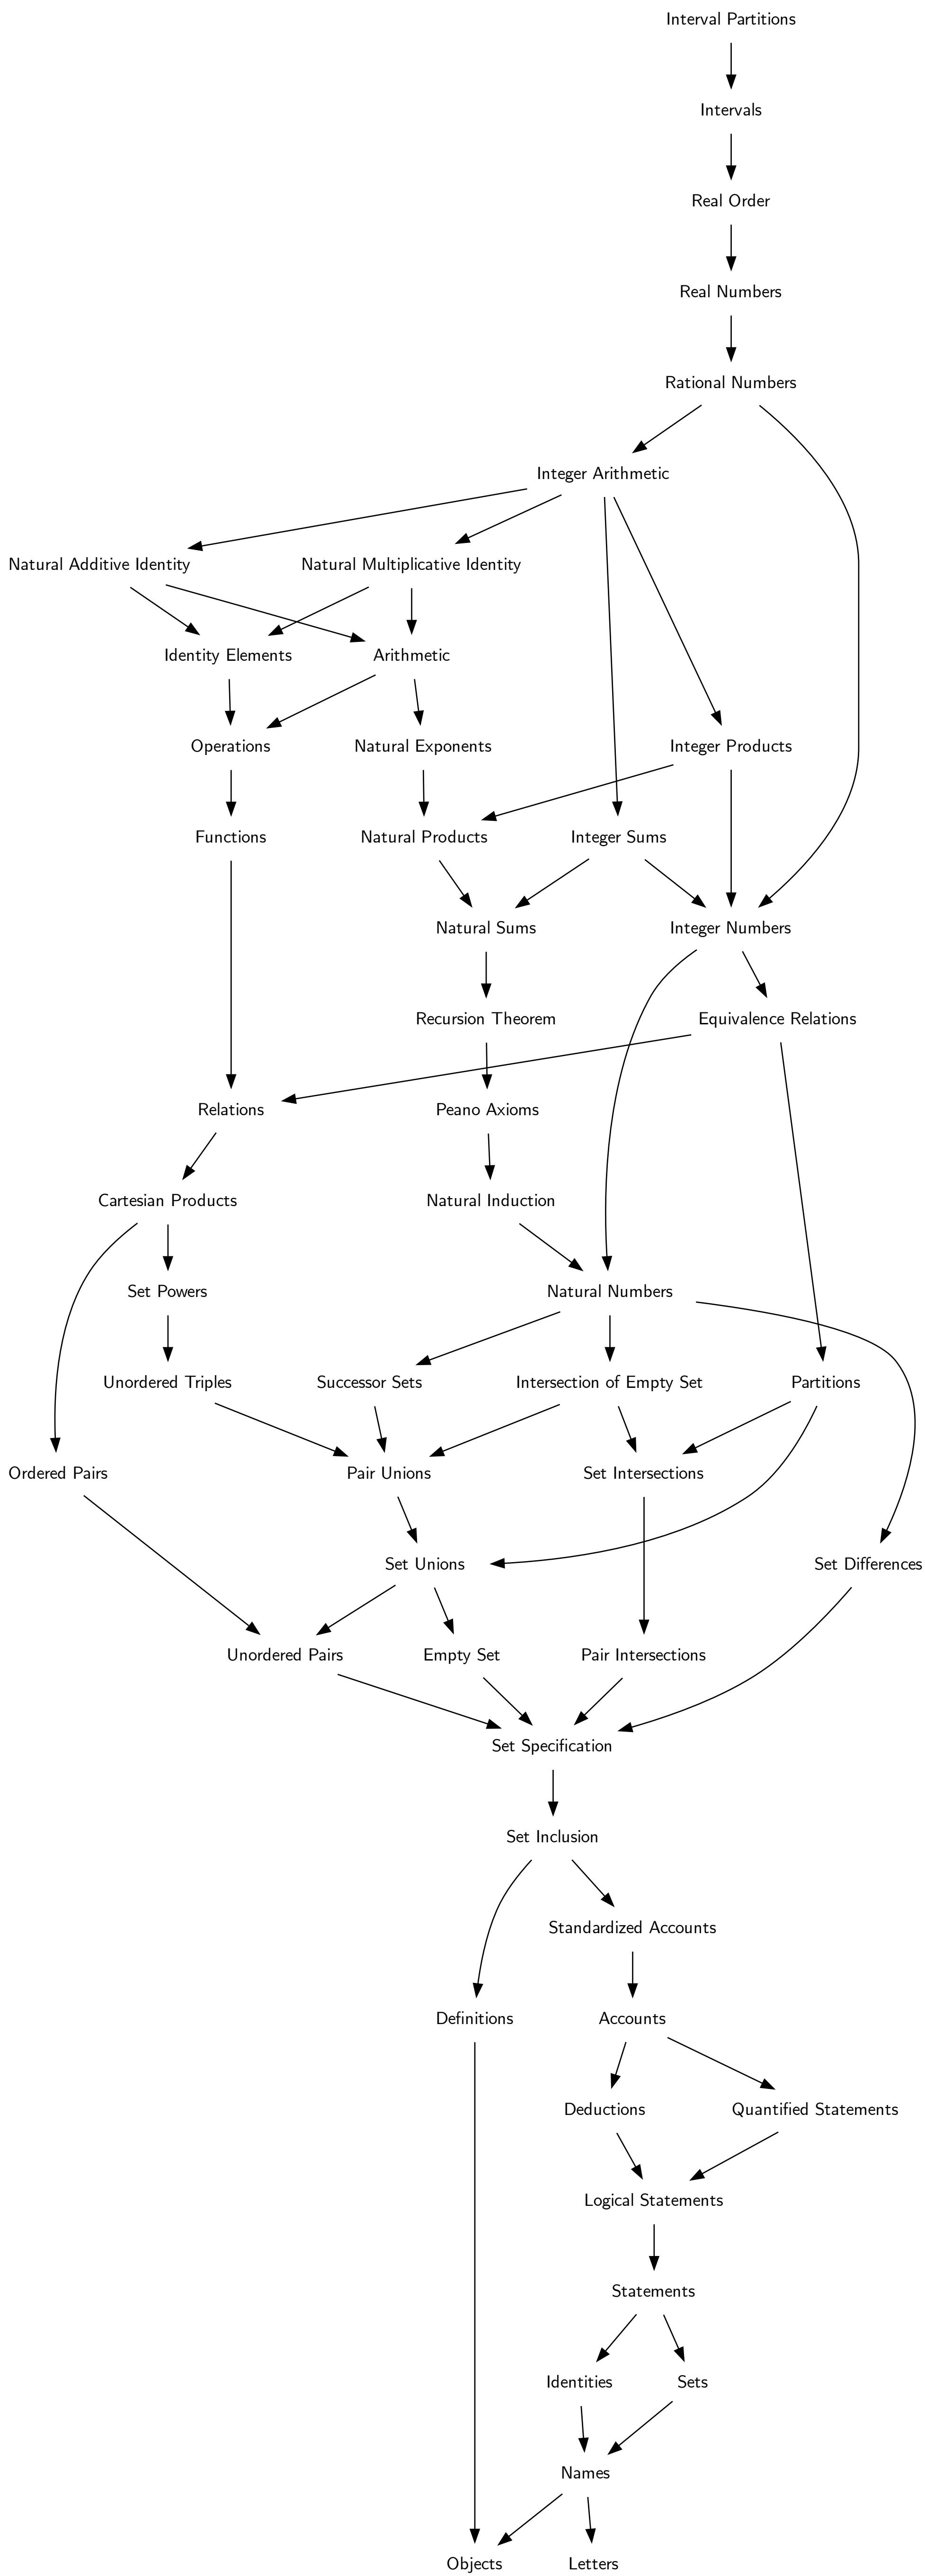 Interval Partitions
Intervals
Real Order
Real Numbers
Rational Numbers
Integer Arithmetic
Natural Additive Identity
Natural Multiplicative Identity
Identity Elements
Arithmetic
Operations
Natural Exponents
Integer Products
Functions
Natural Products
Integer Sums
Natural Sums
Integer Numbers
Recursion Theorem
Equivalence Relations
Relations
Peano Axioms
Cartesian Products
Natural Induction
Set Powers
Natural Numbers
Unordered Triples
Successor Sets
Intersection of Empty Set
Partitions
Ordered Pairs
Pair Unions
Set Intersections
Set Unions
Set Differences
Unordered Pairs
Empty Set
Pair Intersections
Set Specification
Set Inclusion
Standardized Accounts
Definitions
Accounts
Deductions
Quantified Statements
Logical Statements
Statements
Identities
Sets
Names
Objects
Letters